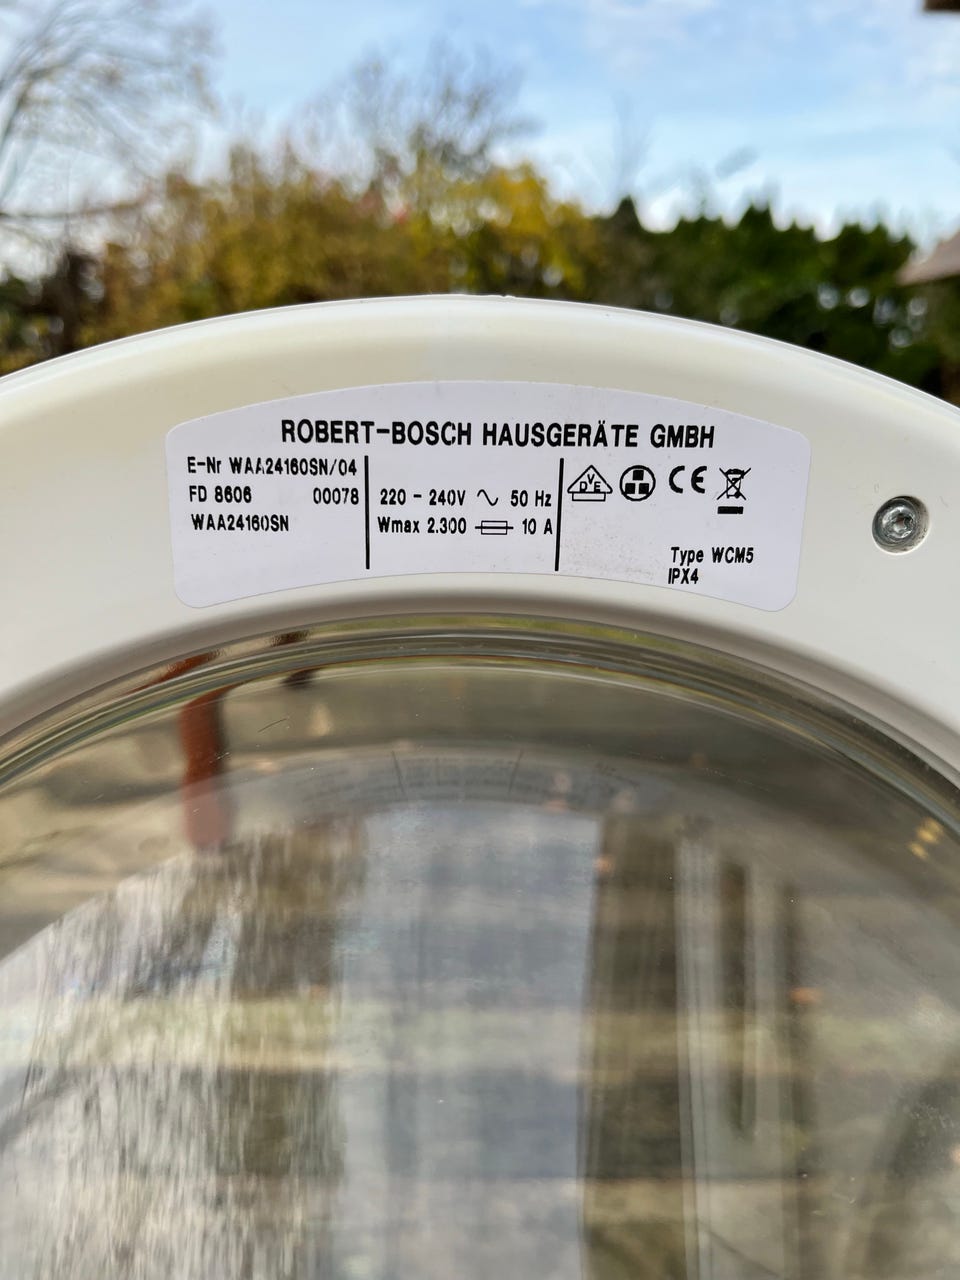 ROBERT-BOSCH HAUSGERÄTE GMBH
E-Nr WAA24160SN/04
FD 8606 00078
WAA24160SN
220 - 240V ~ 50 Hz
Wmax 2.300 10 A
DVE
CE
Type WCM5
IPX4